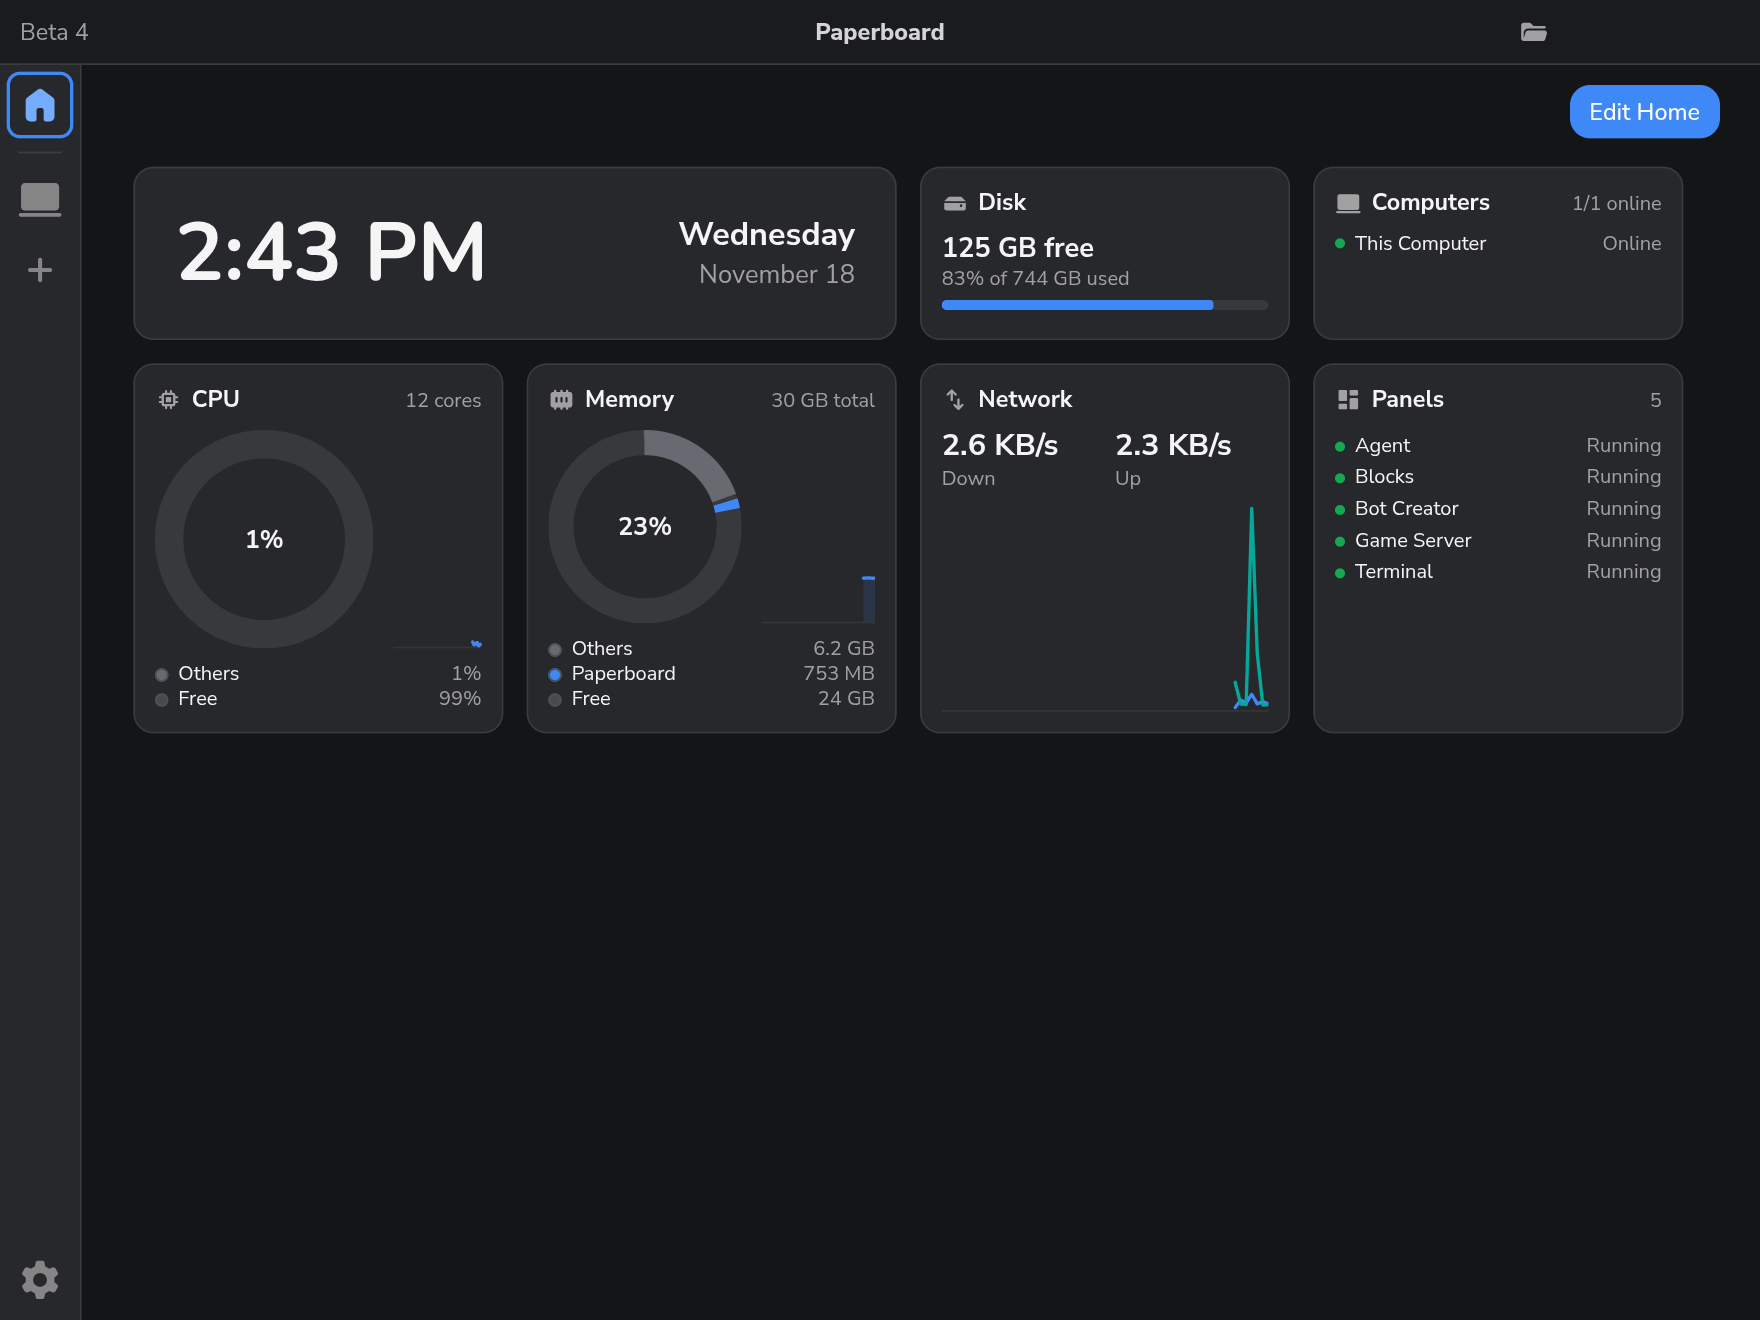 Beta 4
Paperboard
Edit Home
2:43 PM
Wednesday
November 18
Disk
125 GB free
83% of 744 GB used
Computers
1/1 online
This Computer
Online
CPU
12 cores
1%
Others
1%
Free
99%
Memory
30 GB total
23%
Others
6.2 GB
Paperboard
753 MB
Free
24 GB
Network
2.6 KB/s
2.3 KB/s
Down
Up
Panels
5
Agent
Running
Blocks
Running
Bot Creator
Running
Game Server
Running
Terminal
Running